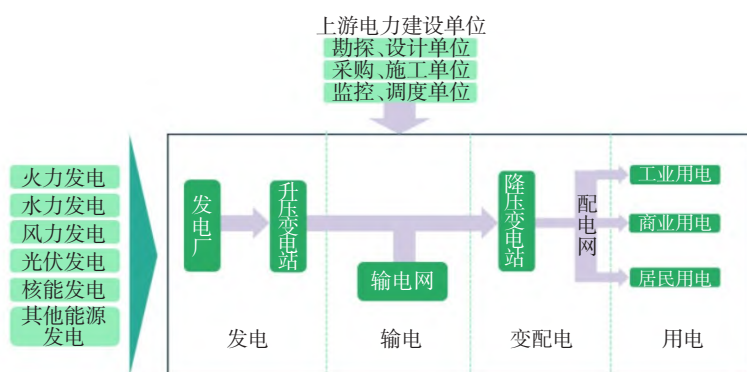 上游电力建设单位
勘探、设计单位
采购、施工单位
监控、调度单位
火力发电
水力发电
风力发电
光伏发电
核能发电
其他能源
发电
发电厂
升压变电站
输电网
降压变电站
配电网
工业用电
商业用电
居民用电
发电
输电
变配电
用电